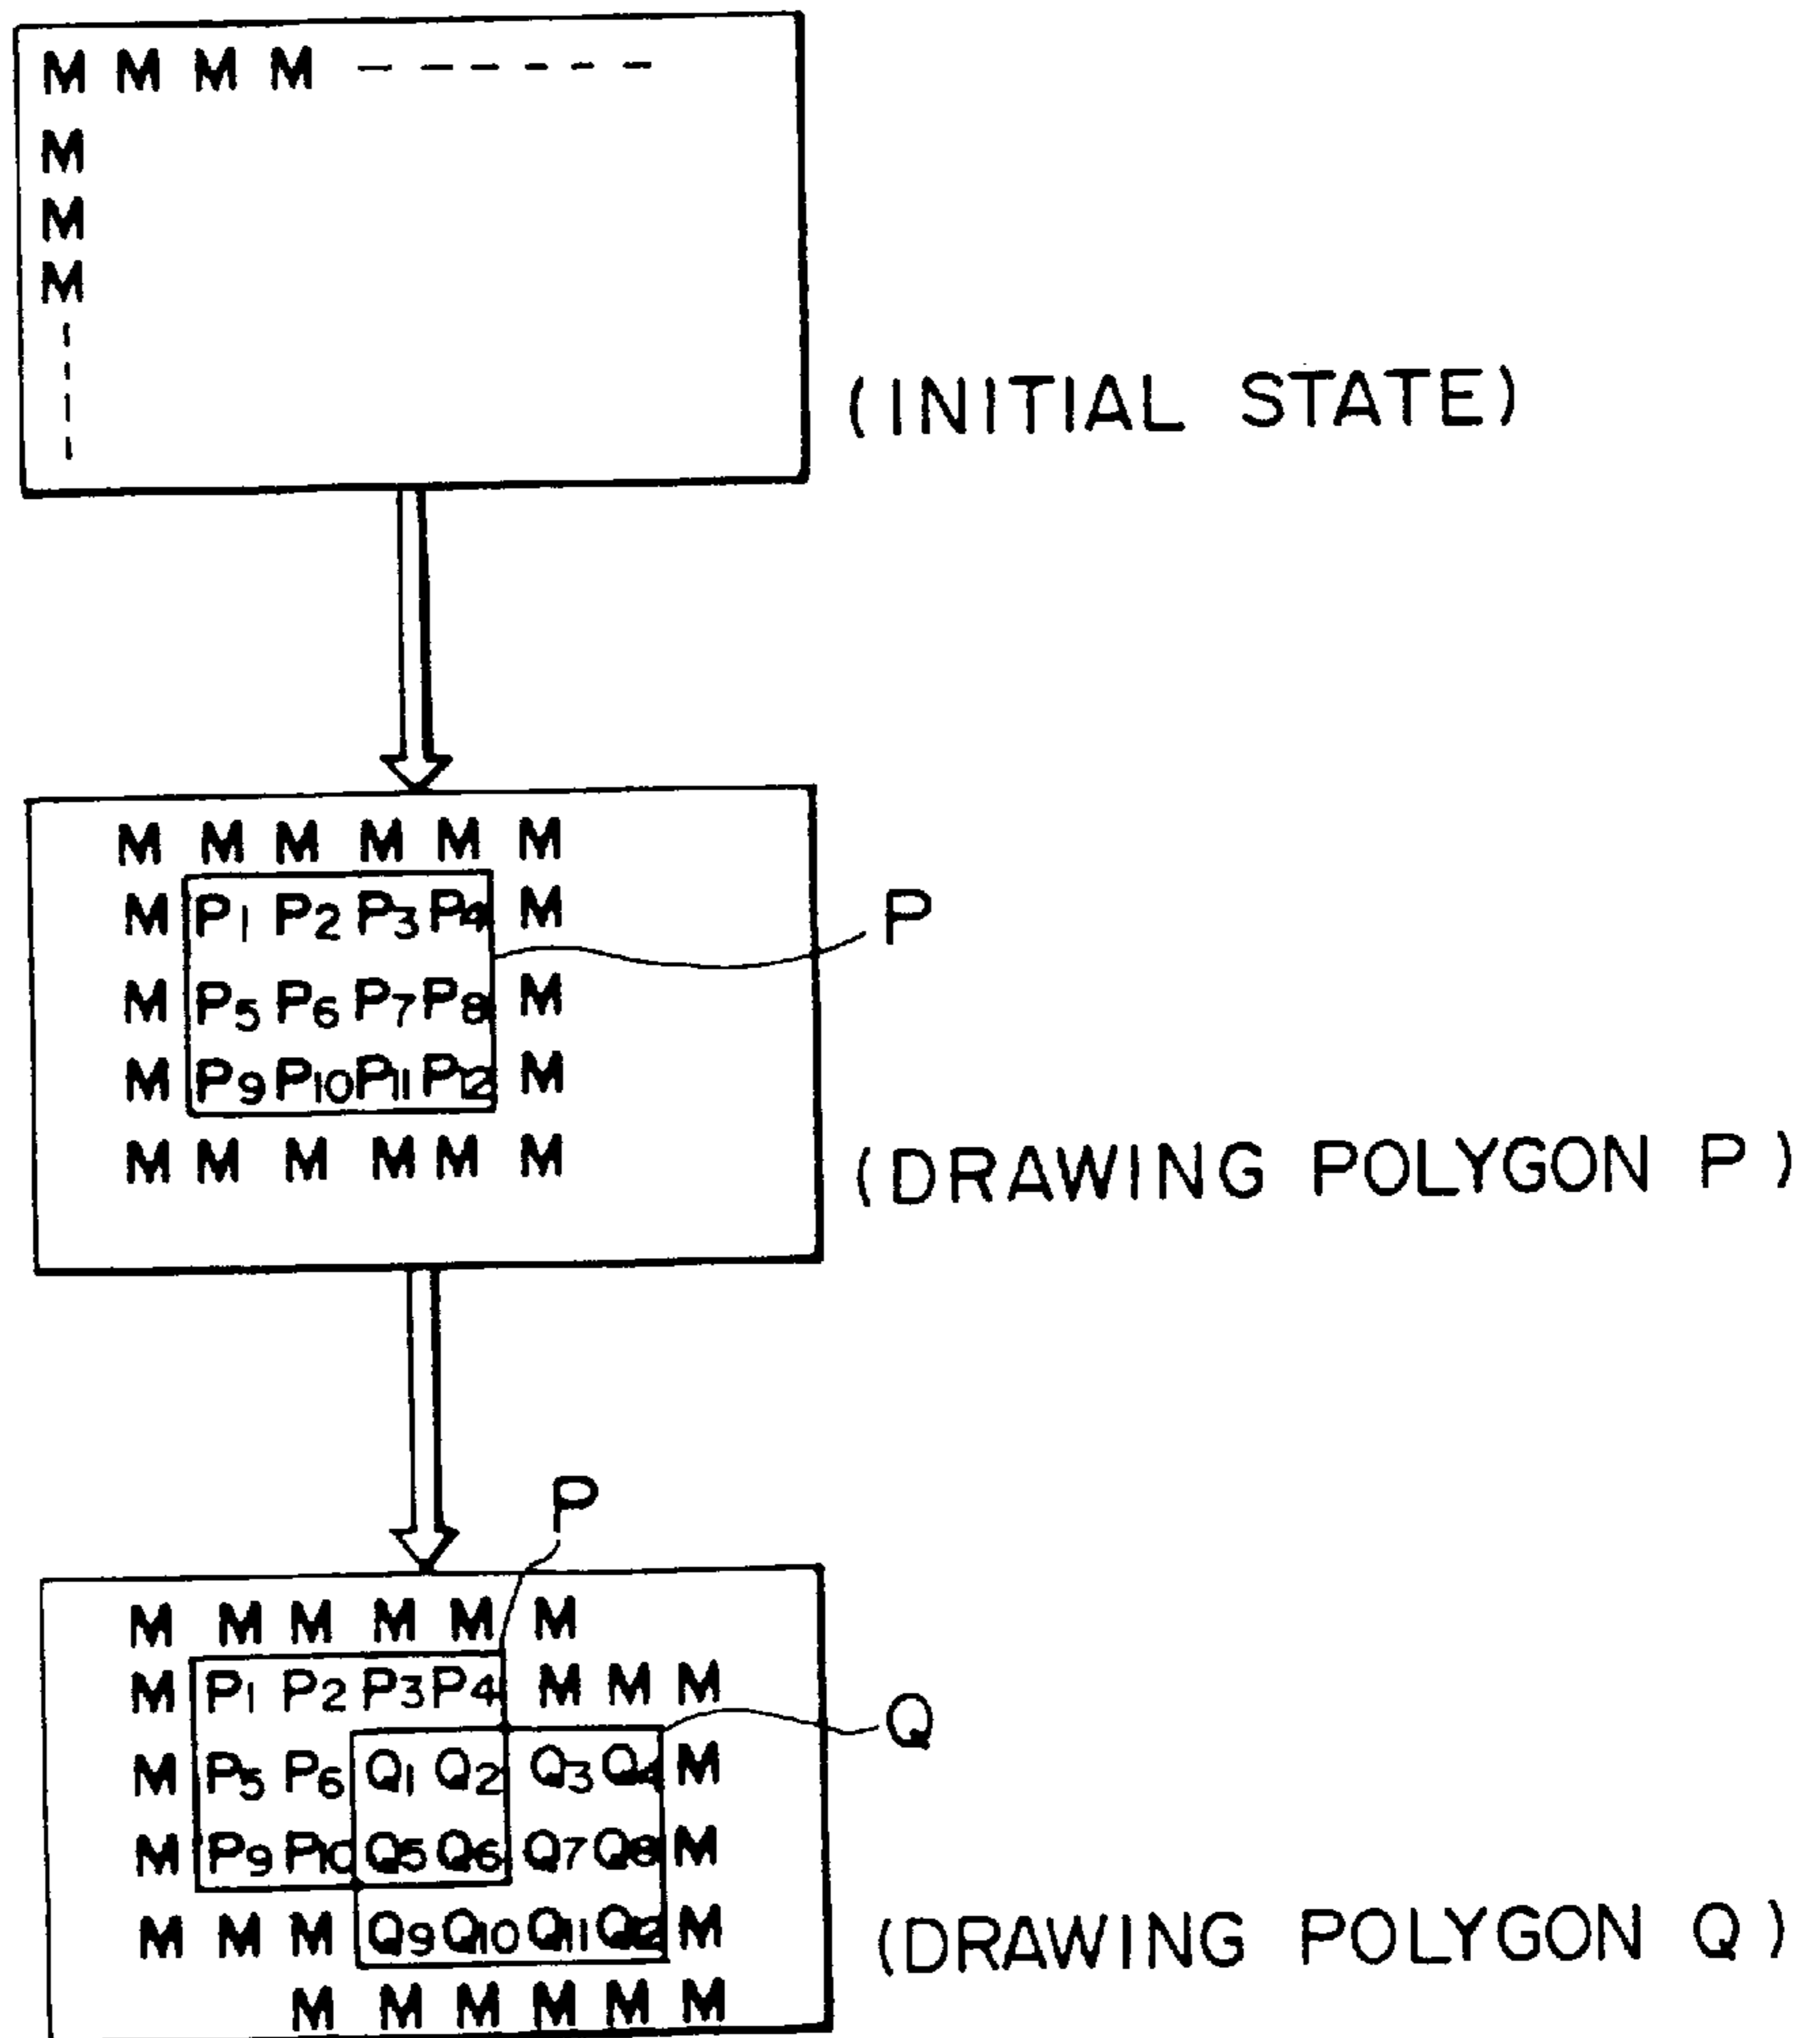 M M M M
M
M
M
(INITIAL STATE)
M M M M M M
M P1 P2 P3 P4 M
P
M P5 P6 P7 P8 M
M P9 P10 P11 P12 M
M M M M M M
(DRAWING POLYGON P)
P
M M M M M M
M P1 P2 P3 P4 M M M
Q
M P5 P6 Q1 Q2 Q3 Q4 M
M P9 P10 Q5 Q6 Q7 Q8 M
M M M Q9 Q10 Q11 Q12 M
(DRAWING POLYGON Q)
M M M M M M